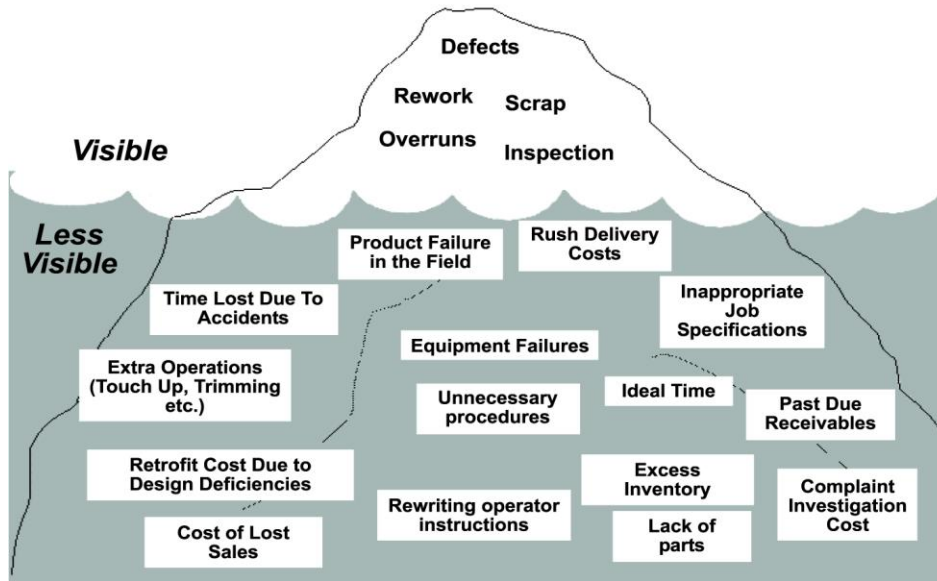 Defects
Rework
Scrap
Overruns
Inspection
Visible
Less
Visible
Product Failure
in the Field
Rush Delivery
Costs
Time Lost Due To
Accidents
Inappropriate
Job
Specifications
Equipment Failures
Extra Operations
(Touch Up, Trimming
etc.)
Unnecessary
procedures
Ideal Time
Past Due
Receivables
Retrofit Cost Due to
Design Deficiencies
Excess
Inventory
Complaint
Investigation
Cost
Rewriting operator
instructions
Cost of Lost
Sales
Lack of
parts